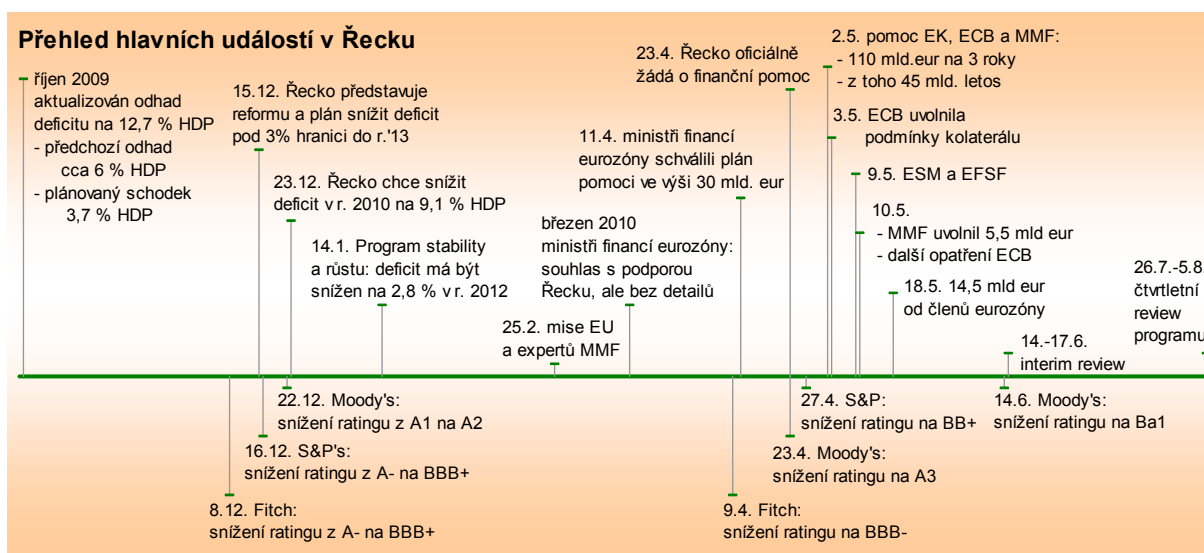 Přehled hlavních událostí v Řecku
říjen 2009
aktualizován odhad
deficitu na 12,7 % HDP
- předchozí odhad
cca 6 % HDP
- plánovaný schodek
3,7 % HDP
15.12. Řecko představuje
reformu a plán snížit deficit
pod 3% hranici do r.'13
23.12. Řecko chce snížit
deficit v r. 2010 na 9,1 % HDP
14.1. Program stability
a růstu: deficit má být
snížen na 2,8 % v r. 2012
25.2. mise EU
a expertů MMF
březen 2010
ministři financí eurozóny:
souhlas s podporou
Řecku, ale bez detailů
11.4. ministři financí
eurozóny schválili plán
pomoci ve výši 30 mld. eur
23.4. Řecko oficiálně
žádá o finanční pomoc
2.5. pomoc EK, ECB a MMF:
- 110 mld.eur na 3 roky
- z toho 45 mld. letos
3.5. ECB uvolnila
podmínky kolaterálu
9.5. ESM a EFSF
10.5.
- MMF uvolnil 5,5 mld eur
- další opatření ECB
18.5. 14,5 mld eur
od členů eurozóny
14.-17.6.
interim review
26.7.-5.8
čtvrtletní
review
programu
22.12. Moody's:
snížení ratingu z A1 na A2
16.12. S&P's:
snížení ratingu z A- na BBB+
8.12. Fitch:
snížení ratingu z A- na BBB+
27.4. S&P:
snížení ratingu na BB+
23.4. Moody's:
snížení ratingu na A3
9.4. Fitch:
snížení ratingu na BBB-
14.6. Moody's:
snížení ratingu na Ba1